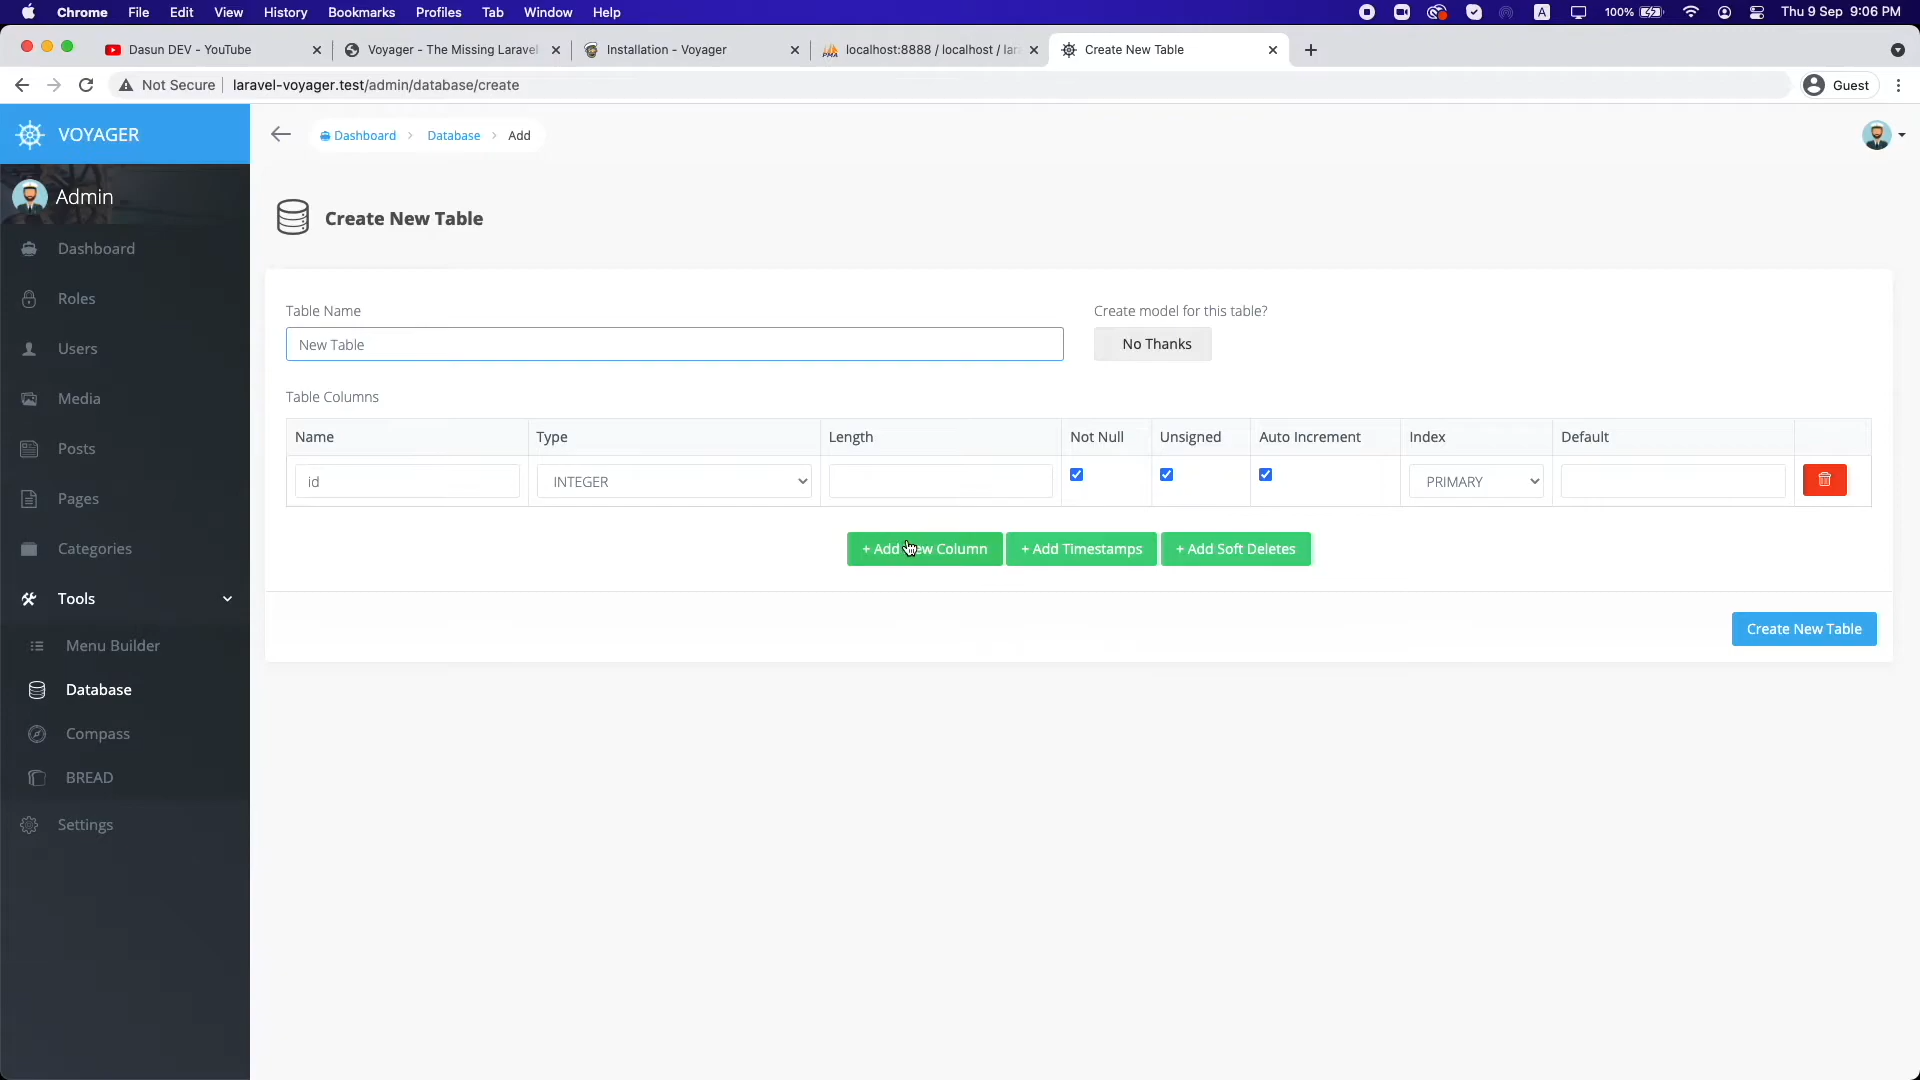 Chrome File Edit View History Bookmarks Profiles Tab Window Help A 100% Thu 9 Sep 9:06 PM
Dasun DEV - YouTube Voyager - The Missing Laravel Installation - Voyager localhost:8888 / localhost / lar Create New Table
Not Secure laravel-voyager.test/admin/database/create Guest
VOYAGER
Dashboard Database Add
Admin
Create New Table
Dashboard
Roles
Users
Media
Posts
Pages
Categories
Tools
Menu Builder
Database
Compass
BREAD
Settings
Table Name Create model for this table?
New Table No Thanks
Table Columns
Name Type Length Not Null Unsigned Auto Increment Index Default
id INTEGER PRIMARY
+ Add Column + Add Timestamps + Add Soft Deletes
Create New Table